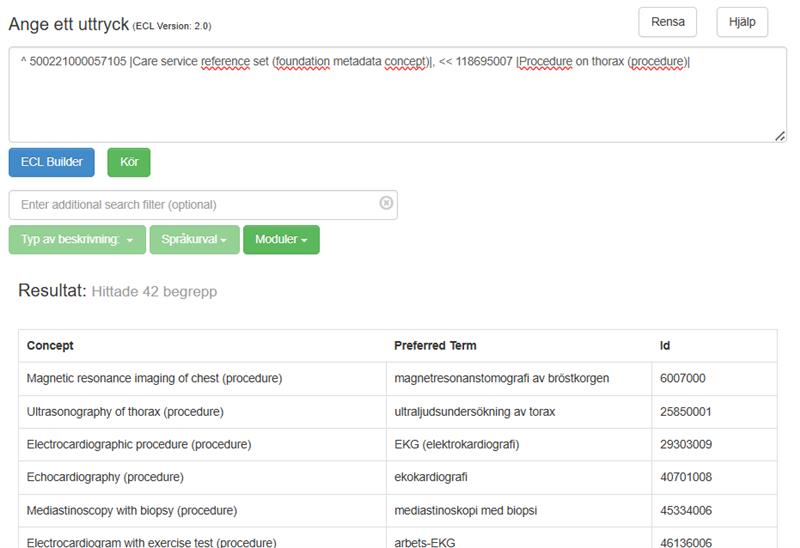 Ange ett uttryck (ECL Version: 2.0)
Rensa
Hjälp
^ 500221000057105 |Care service reference set (foundation metadata concept)|, << 118695007 |Procedure on thorax (procedure)|
ECL Builder
Kör
Enter additional search filter (optional)
Typ av beskrivning:
Språkurval
Moduler
Resultat: Hittade 42 begrepp
Concept Preferred Term Id
Magnetic resonance imaging of chest (procedure) magnetresonanstomografi av bröstkorgen 6007000
Ultrasonography of thorax (procedure) ultraljudsundersökning av torax 25850001
Electrocardiographic procedure (procedure) EKG (elektrokardiografi) 29303009
Echocardiography (procedure) ekokardiografi 40701008
Mediastinoscopy with biopsy (procedure) mediastinoskopi med biopsi 45334006
Electrocardiogram with exercise test (procedure) arbets-EKG 46136006